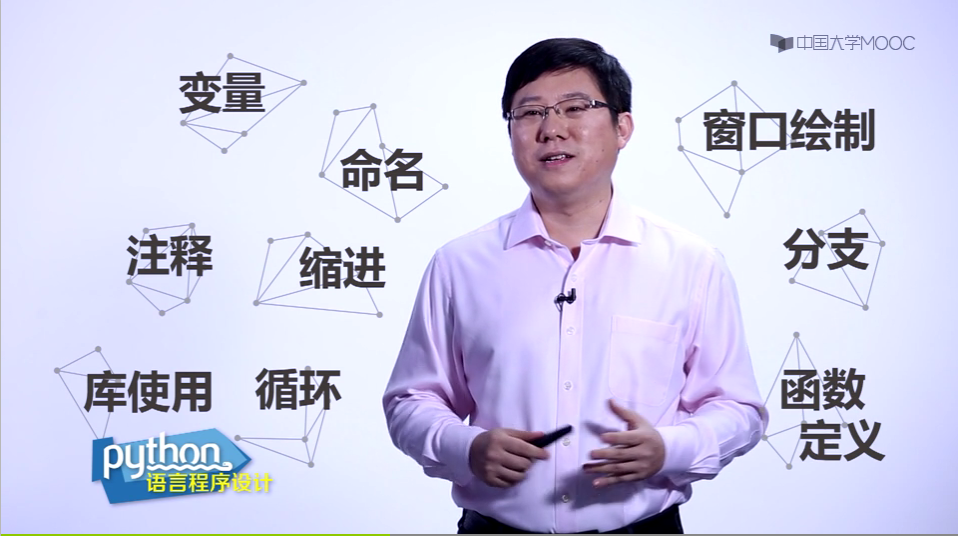 中国大学MOOC
变量
窗口绘制
命名
注释
缩进
分支
库使用
循环
函数
定义
python
语言程序设计